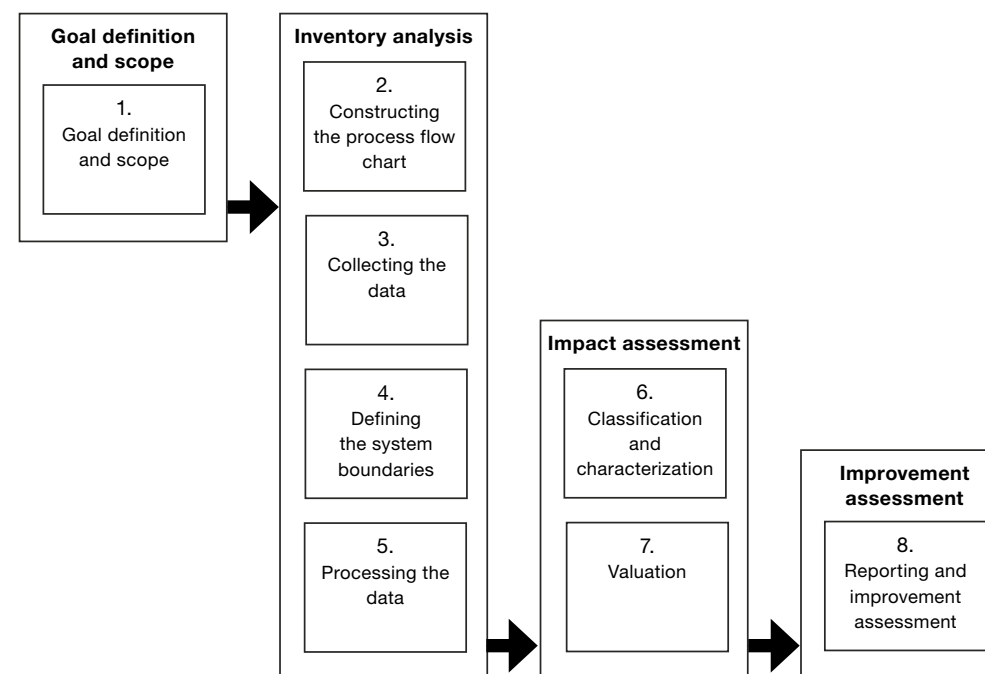 Goal definition
and scope
1.
Goal definition
and scope
Inventory analysis
2.
Constructing
the process flow
chart
3.
Collecting the
data
4.
Defining
the system
boundaries
5.
Processing the
data
Impact assessment
6.
Classification
and
characterization
7.
Valuation
Improvement
assessment
8.
Reporting and
improvement
assessment